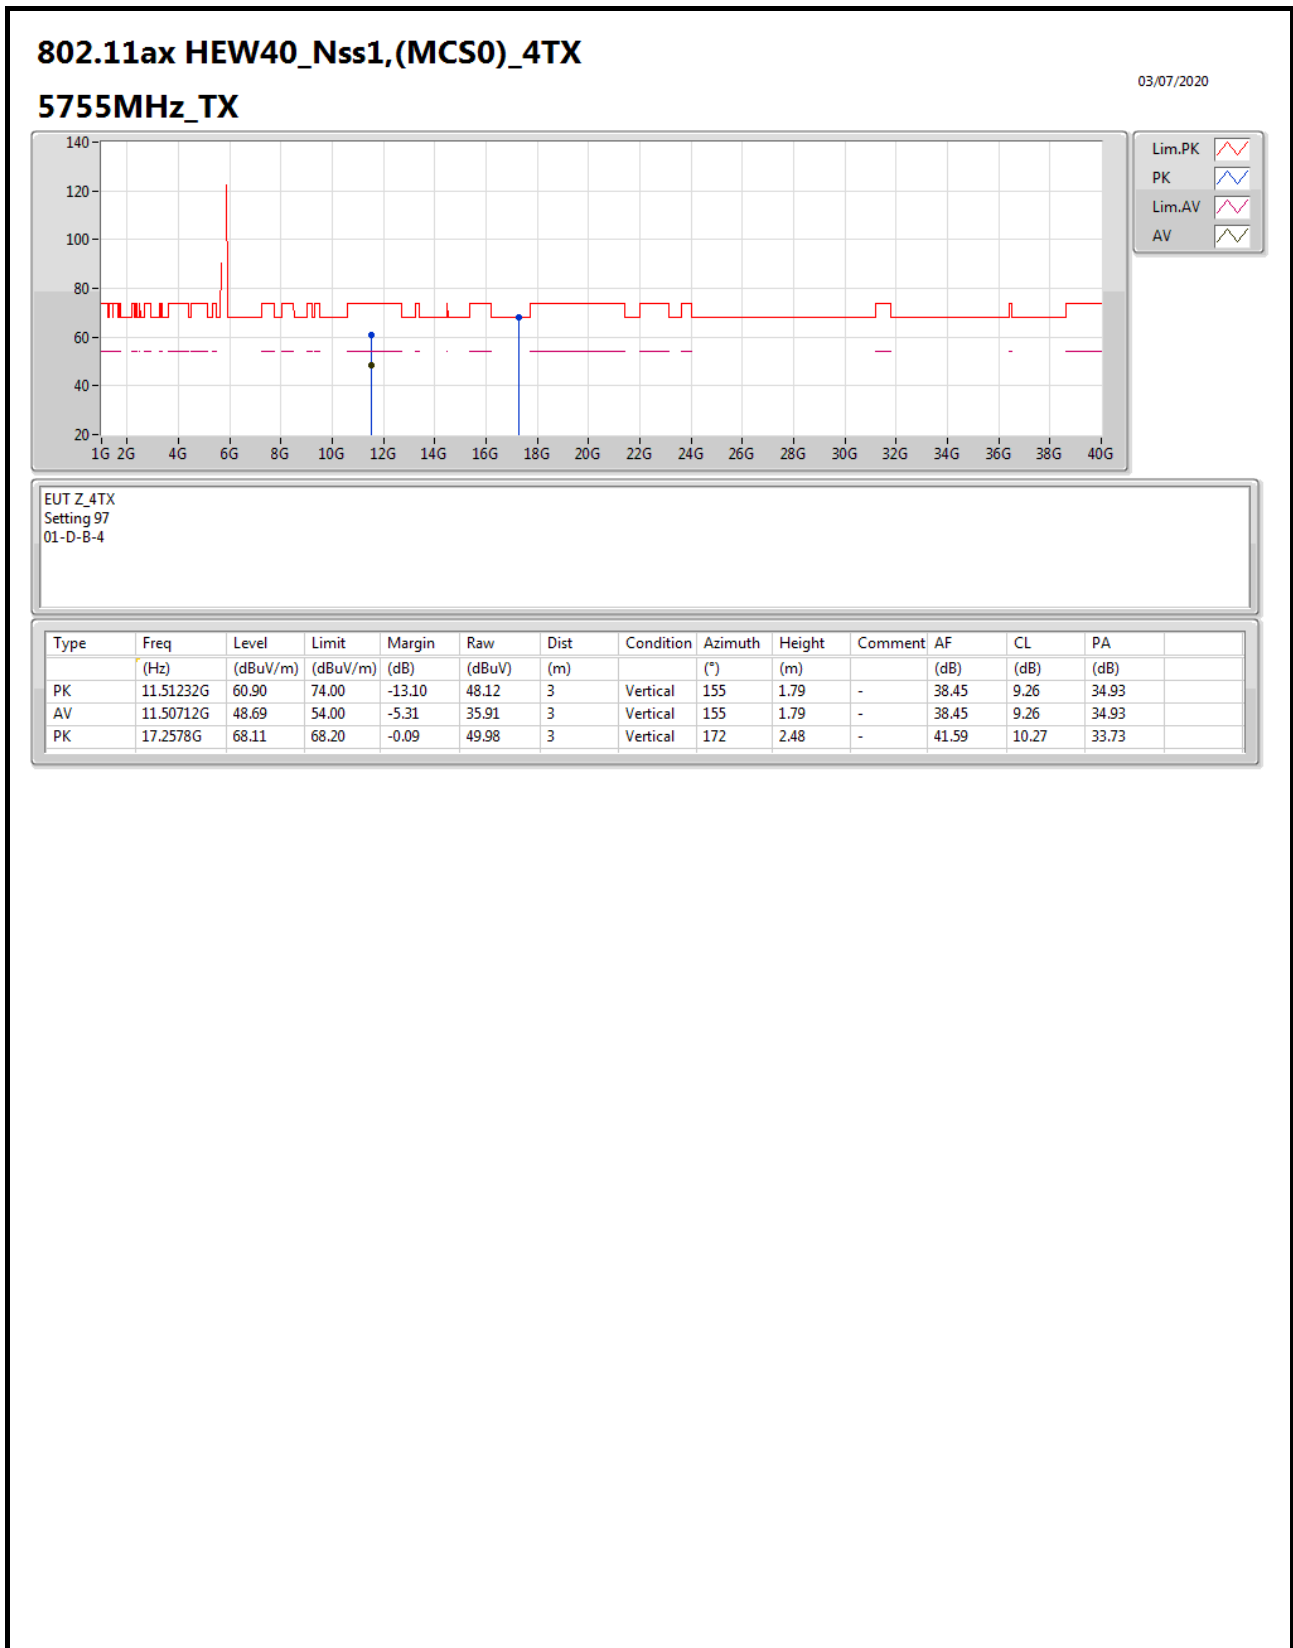 802.11ax HEW40_Nss1,(MCS0)_4TX
03/07/2020
5755MHz_TX
140
120
100
80
60
40
20
1G 2G 4G 6G 8G 10G 12G 14G 16G 18G 20G 22G 24G 26G 28G 30G 32G 34G 36G 38G 40G
Lim.PK
PK
Lim.AV
AV
EUT Z_4TX
Setting 97
01-D-B-4
Type Freq Level Limit Margin Raw Dist Condition Azimuth Height Comment AF CL PA
(Hz) (dBuV/m) (dBuV/m) (dB) (dBuV) (m) (°) (m) (dB) (dB) (dB)
PK 11.51232G 60.90 74.00 -13.10 48.12 3 Vertical 155 1.79 - 38.45 9.26 34.93
AV 11.50712G 48.69 54.00 -5.31 35.91 3 Vertical 155 1.79 - 38.45 9.26 34.93
PK 17.2578G 68.11 68.20 -0.09 49.98 3 Vertical 172 2.48 - 41.59 10.27 33.73